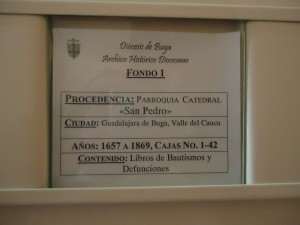 Diócesis de Buga
Archivo Histórico Diocesano
FONDO 1
PROCEDENCIA: PARROQUIA CATEDRAL
«SAN PEDRO»
CIUDAD: Guadalajara de Buga, Valle del Cauca
AÑOS: 1657 A 1869, CAJAS NO. 1-42
CONTENIDO: Libros de Bautismos y
Defunciones